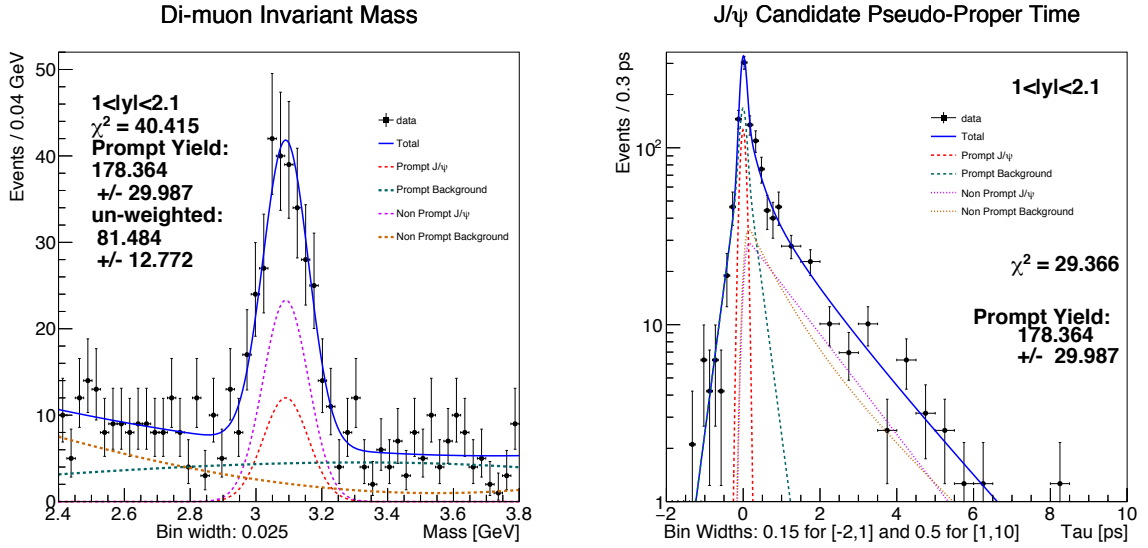 Di-muon Invariant Mass
Events / 0.04 GeV
50
40
30
20
10
0
1<|y|<2.1
χ² = 40.415
Prompt Yield:
178.364
+/- 29.987
un-weighted:
81.484
+/- 12.772
data
Total
Prompt J/ψ
Prompt Background
Non Prompt J/ψ
Non Prompt Background
2.4 2.6 2.8 3.0 3.2 3.4 3.6 3.8
Bin width: 0.025
Mass [GeV]
J/ψ Candidate Pseudo-Proper Time
Events / 0.3 ps
10²
10
1
1<|y|<2.1
data
Total
Prompt J/ψ
Prompt Background
Non Prompt J/ψ
Non Prompt Background
χ² = 29.366
Prompt Yield:
178.364
+/- 29.987
−2 0 2 4 6 8 10
Bin Widths: 0.15 for [-2,1] and 0.5 for [1,10]
Tau [ps]